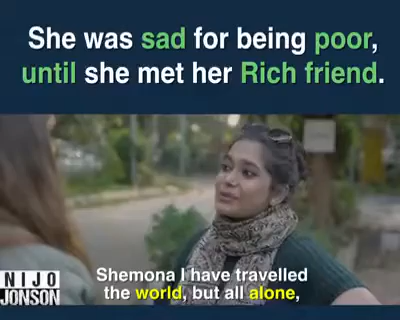 She was sad for being poor,
until she met her Rich friend.
Shemona I have travelled
the world, but all alone,
NIJO
JONSON